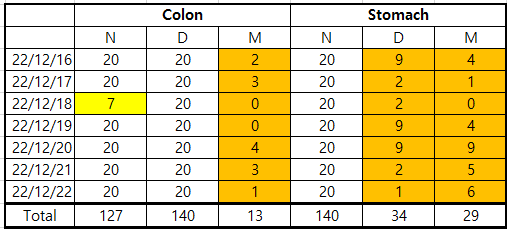 Colon Stomach
N D M N D M
22/12/16 20 20 2 20 9 4
22/12/17 20 20 3 20 2 1
22/12/18 7 20 0 20 2 0
22/12/19 20 20 0 20 9 4
22/12/20 20 20 4 20 9 9
22/12/21 20 20 3 20 2 5
22/12/22 20 20 1 20 1 6
Total 127 140 13 140 34 29